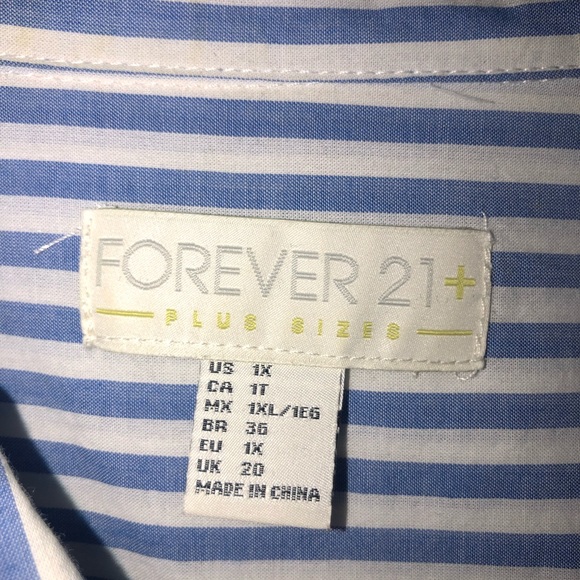 FOREVER 21+
PLUS SIZES
US 1X
CA 1T
MX 1XL/1EG
BR 36
EU 1X
UK 20
MADE IN CHINA